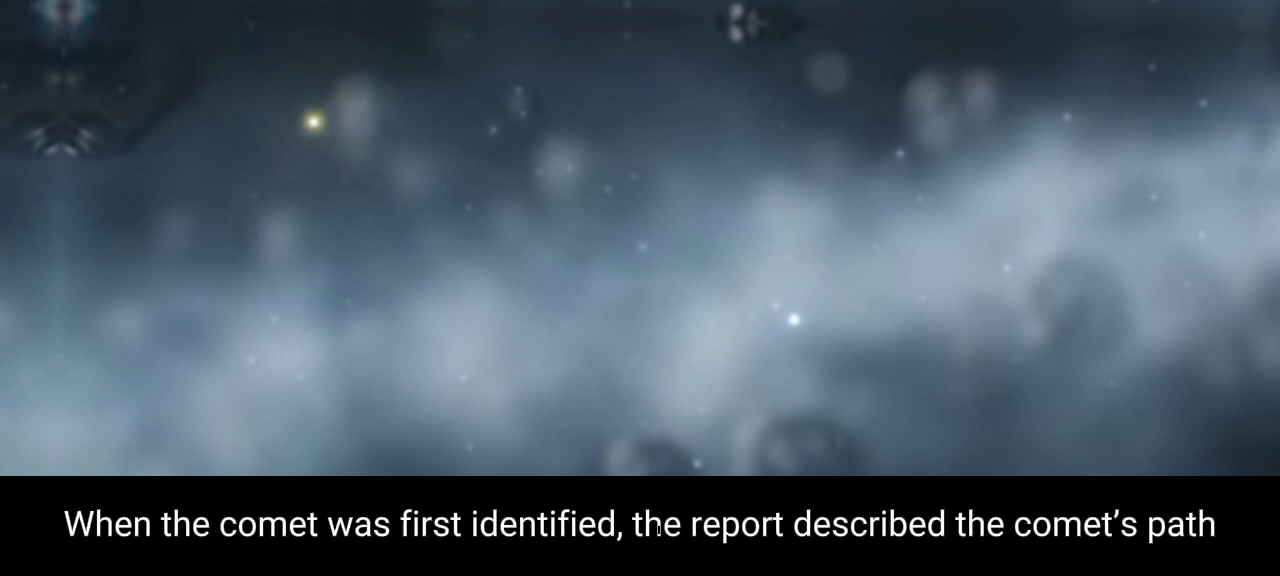 When the comet was first identified, the report described the comet’s path